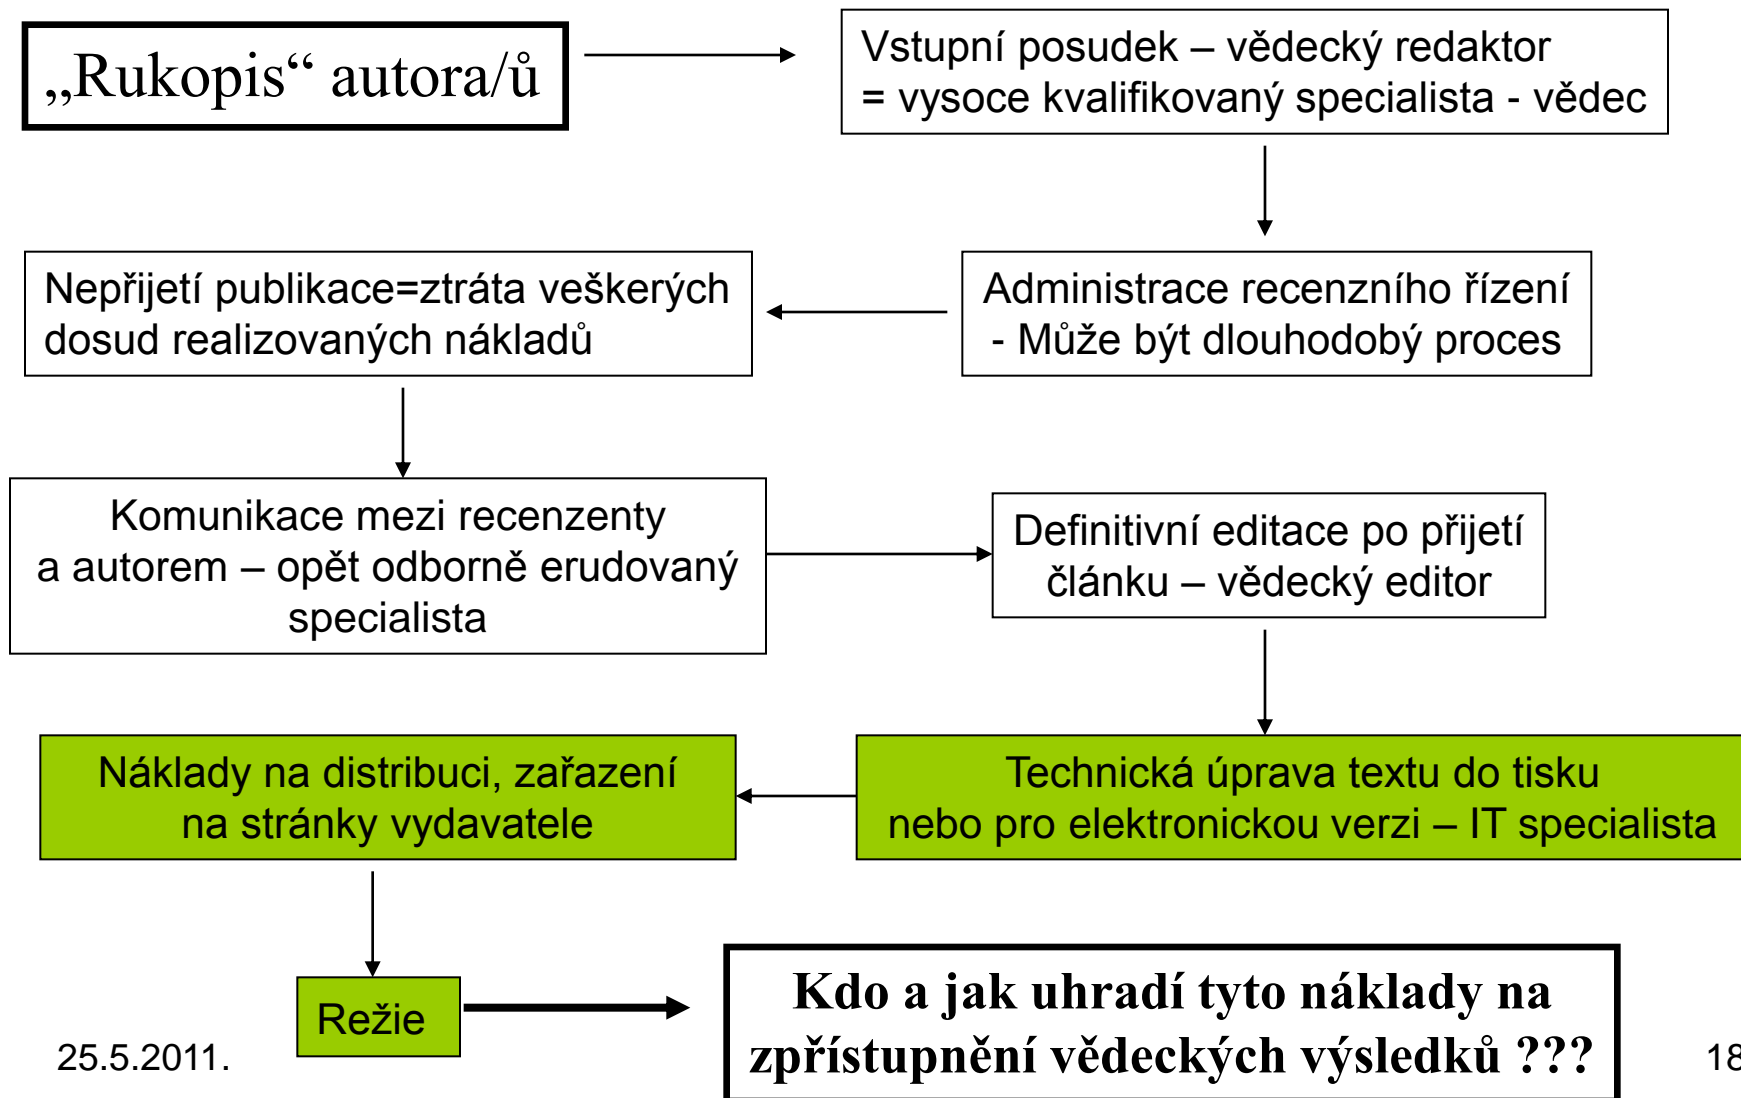 „Rukopis“ autora/ů
Vstupní posudek – vědecký redaktor
= vysoce kvalifikovaný specialista - vědec
Administrace recenzního řízení
- Může být dlouhodobý proces
Nepřijetí publikace=ztráta veškerých
dosud realizovaných nákladů
Komunikace mezi recenzenty
a autorem – opět odborně erudovaný
specialista
Definitivní editace po přijetí
článku – vědecký editor
Technická úprava textu do tisku
nebo pro elektronickou verzi – IT specialista
Náklady na distribuci, zařazení
na stránky vydavatele
Režie
Kdo a jak uhradí tyto náklady na
zpřístupnění vědeckých výsledků ???
25.5.2011.
18